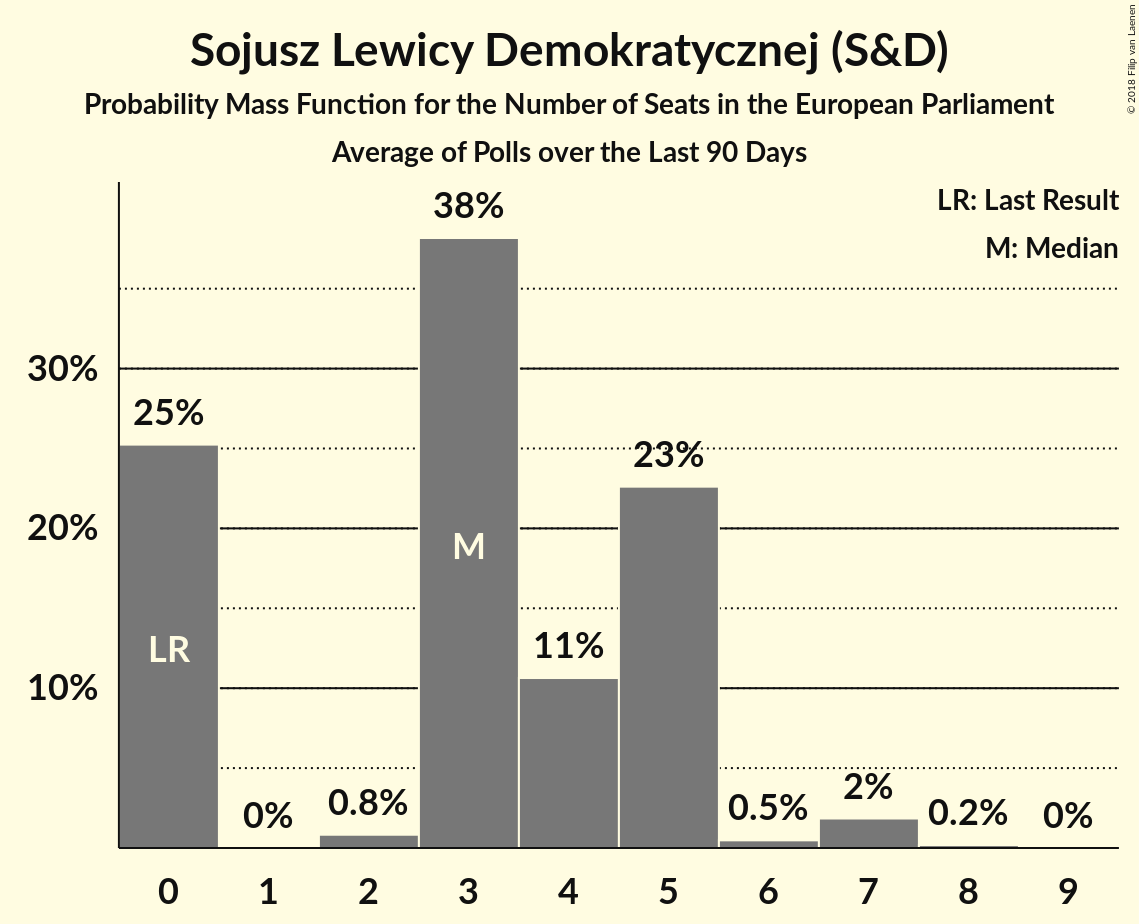 Sojusz Lewicy Demokratycznej (S&D)
Probability Mass Function for the Number of Seats in the European Parliament
Average of Polls over the Last 90 Days
© 2018 Filip van Laenen
LR: Last Result
M: Median
38%
30%
25%
23%
20%
M
11%
LR
10%
0%
0.8%
0.5%
2%
0.2%
0%
0 1 2 3 4 5 6 7 8 9